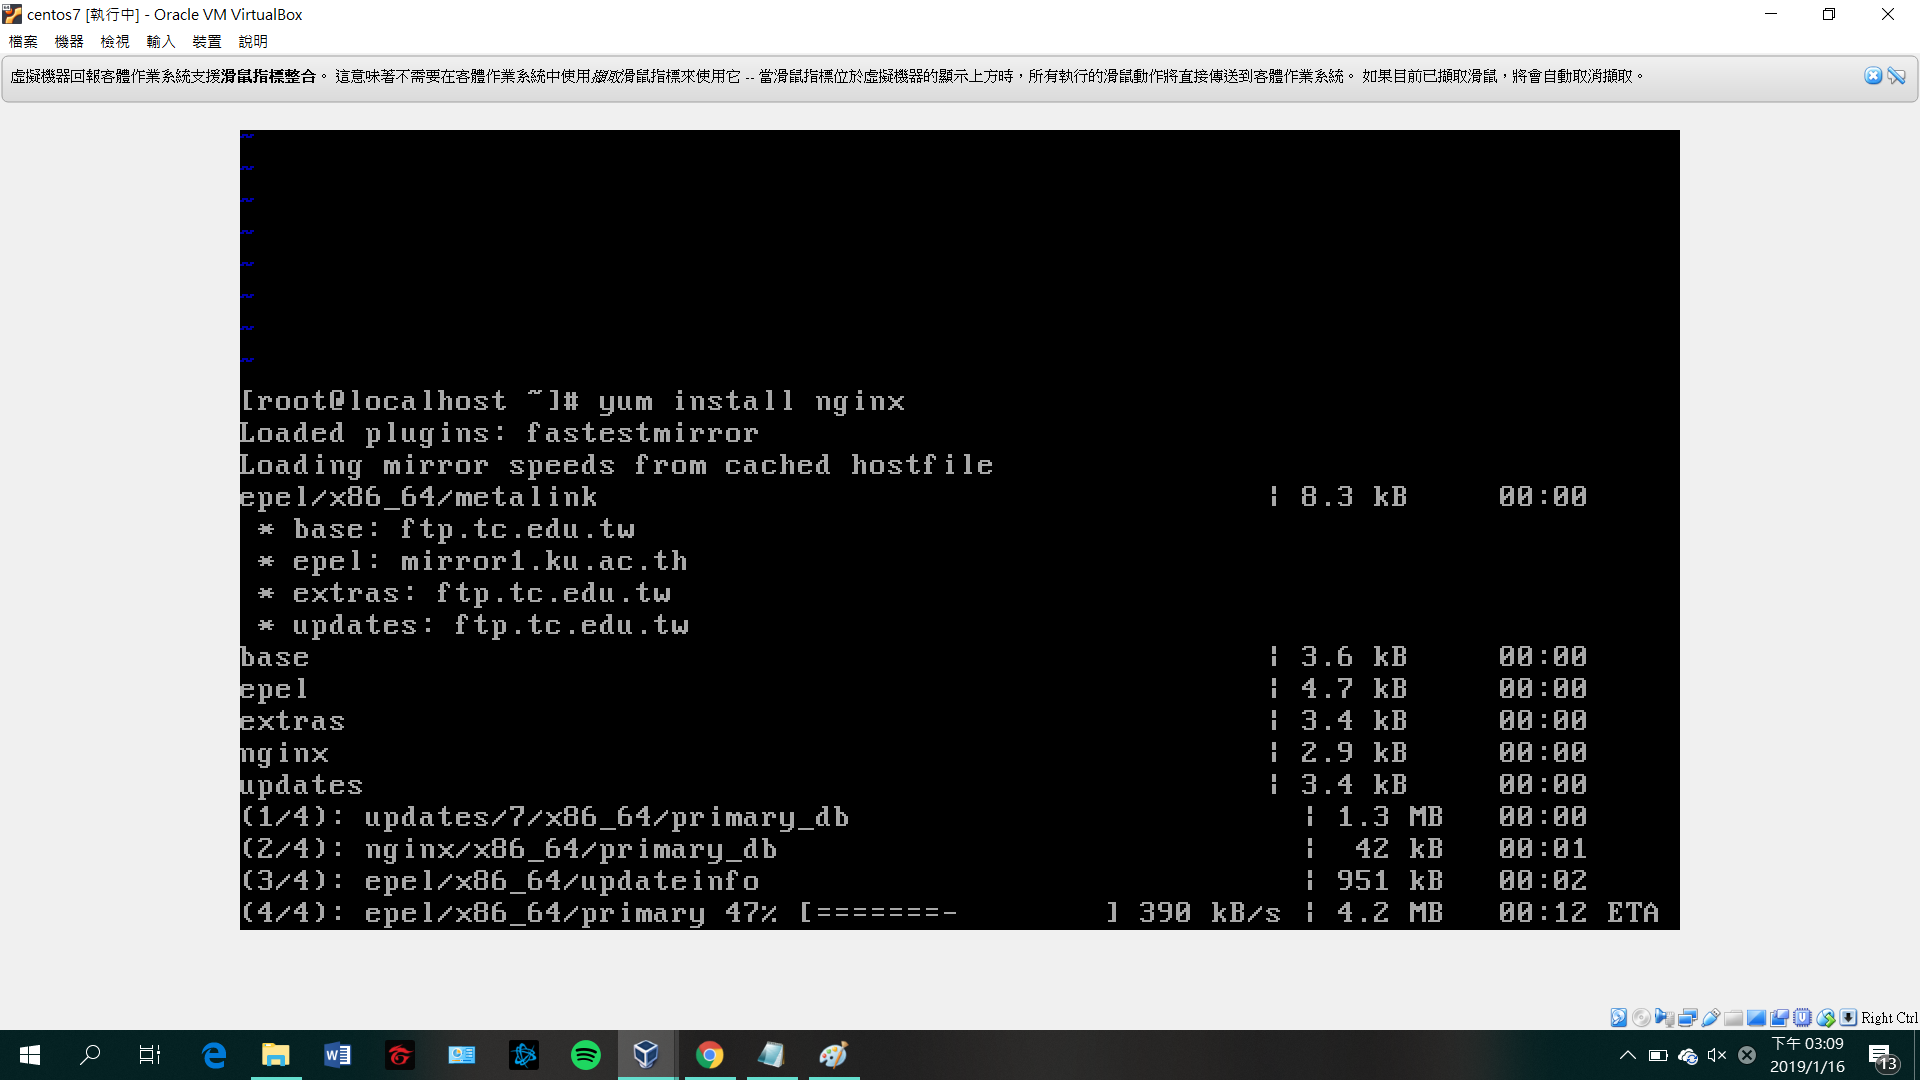 centos7 [執行中] - Oracle VM VirtualBox
檔案 機器 檢視 輸入 裝置 說明
虛擬機器回報客體作業系統支援滑鼠指標整合。 這意味著不需要在客體作業系統中使用擷取滑鼠指標來使用它 -- 當滑鼠指標位於虛擬機器的顯示上方時，所有執行的滑鼠動作將直接傳送到客體作業系統。 如果目前已擷取滑鼠，將會自動取消擷取。
~
~
~
~
~
~
~
~
[root@localhost ~]# yum install nginx
Loaded plugins: fastestmirror
Loading mirror speeds from cached hostfile
epel/x86_64/metalink | 8.3 kB 00:00
* base: ftp.tc.edu.tw
* epel: mirror1.ku.ac.th
* extras: ftp.tc.edu.tw
* updates: ftp.tc.edu.tw
base | 3.6 kB 00:00
epel | 4.7 kB 00:00
extras | 3.4 kB 00:00
nginx | 2.9 kB 00:00
updates | 3.4 kB 00:00
(1/4): updates/7/x86_64/primary_db | 1.3 MB 00:00
(2/4): nginx/x86_64/primary_db | 42 kB 00:01
(3/4): epel/x86_64/updateinfo | 951 kB 00:02
(4/4): epel/x86_64/primary 47% [=======- ] 390 kB/s | 4.2 MB 00:12 ETA
Right Ctrl
下午 03:09
2019/1/16
13